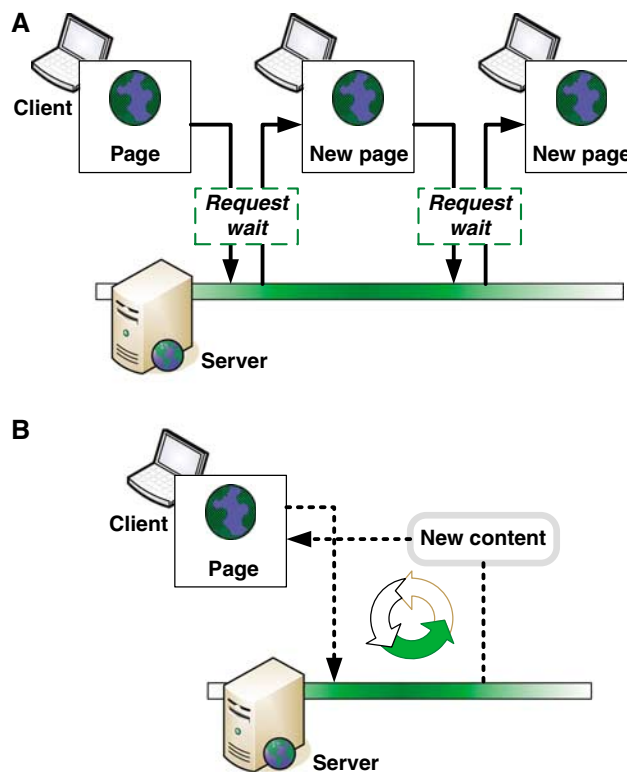 A
Client
Page
New page
New page
Request
wait
Request
wait
Server
B
Client
Page
New content
Server